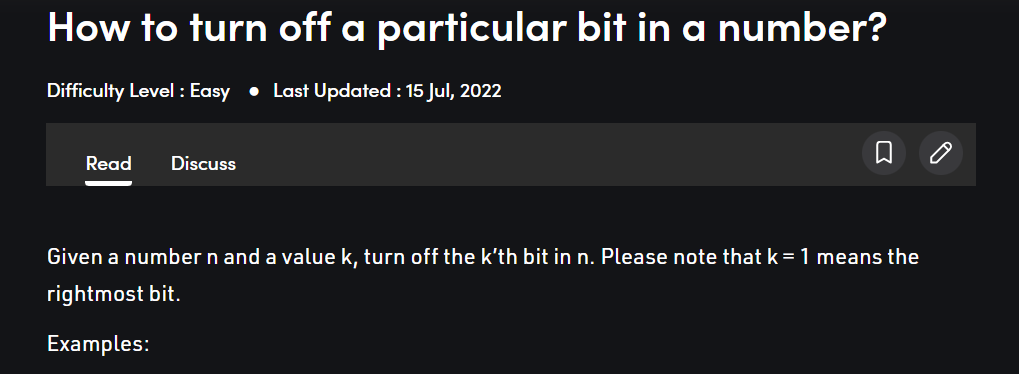 How to turn off a particular bit in a number?
Difficulty Level : Easy ● Last Updated : 15 Jul, 2022
Read Discuss
Given a number n and a value k, turn off the k’th bit in n. Please note that k = 1 means the
rightmost bit.
Examples: